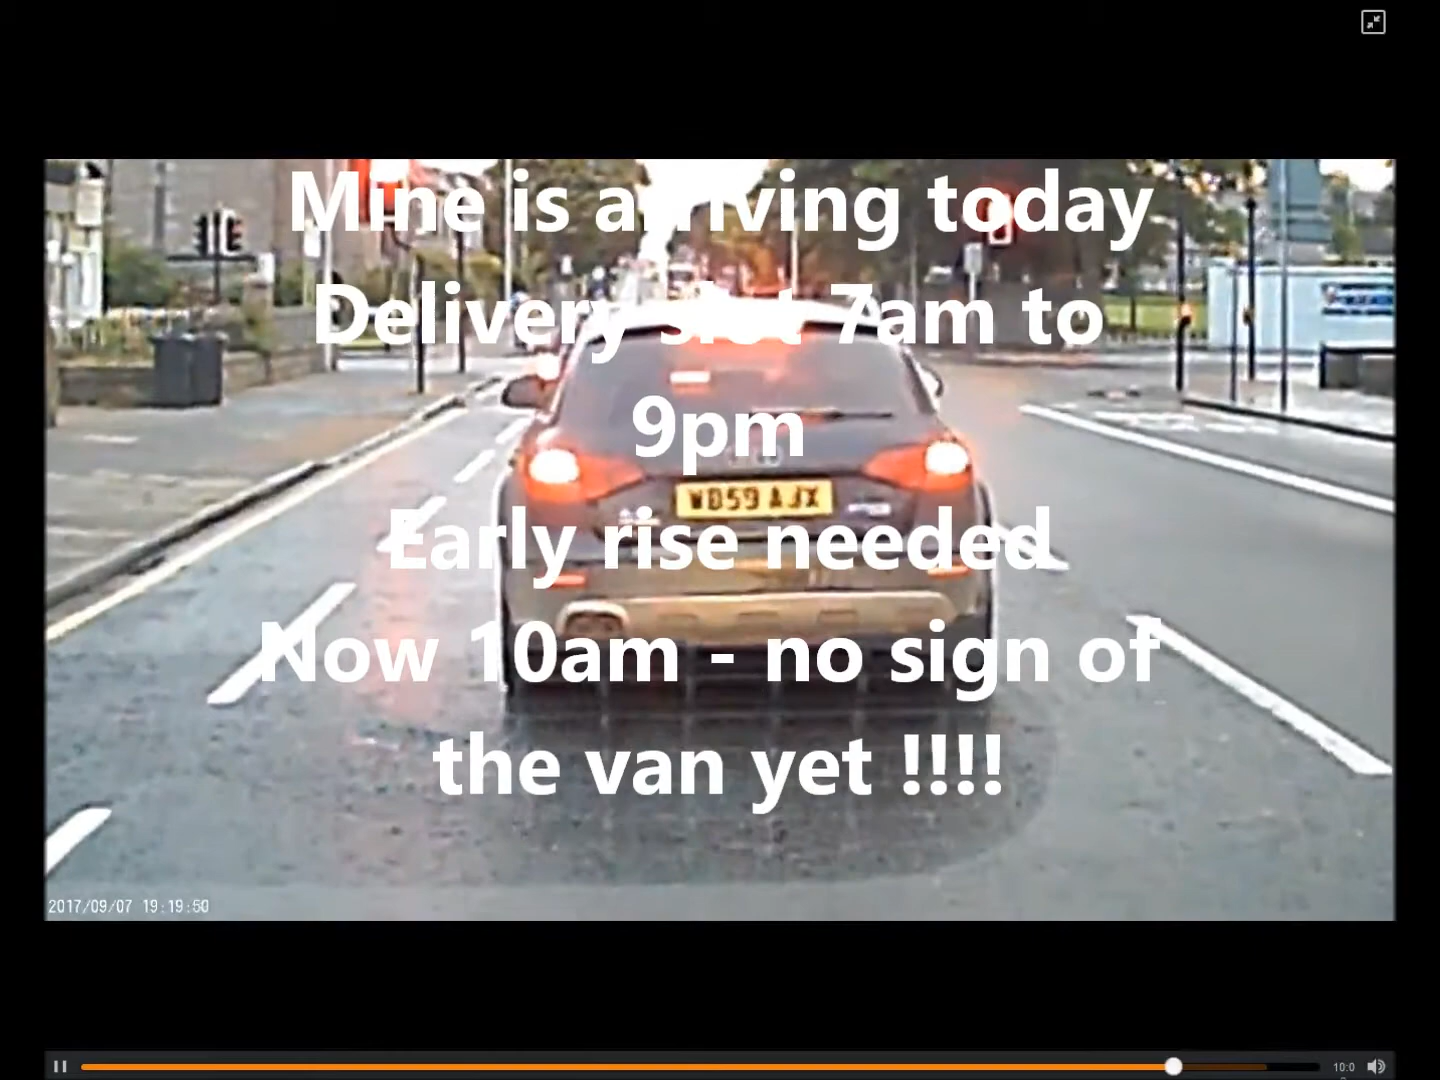 Mine is arriving today
Delivery slot 7am to
9pm
WD59 AJX
Early rise needed
Now 10am - no sign of
the van yet !!!!
2017/09/07 19:19:50
10:0